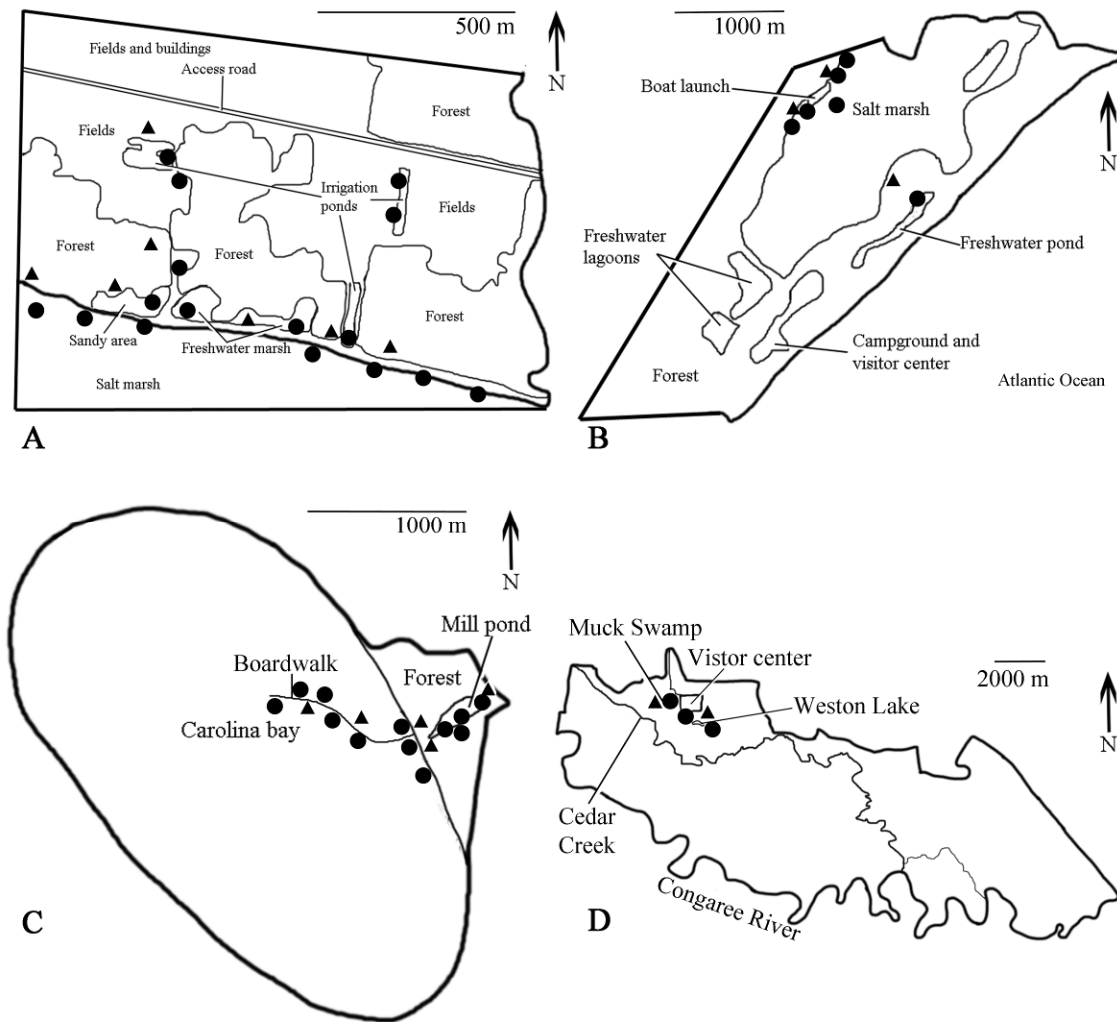 500 m
N
Fields and buildings
Access road
Forest
Fields
Irrigation
ponds
Fields
Forest
Forest
Forest
Sandy area
Freshwater marsh
Salt marsh
A
1000 m
N
Boat launch
Salt marsh
Freshwater
lagoons
Freshwater pond
Campground and
visitor center
Forest
Atlantic Ocean
B
1000 m
N
Mill pond
Boardwalk
Forest
Carolina bay
C
Muck Swamp
Vistor center
2000 m
Weston Lake
N
Cedar
Creek
Congaree River
D